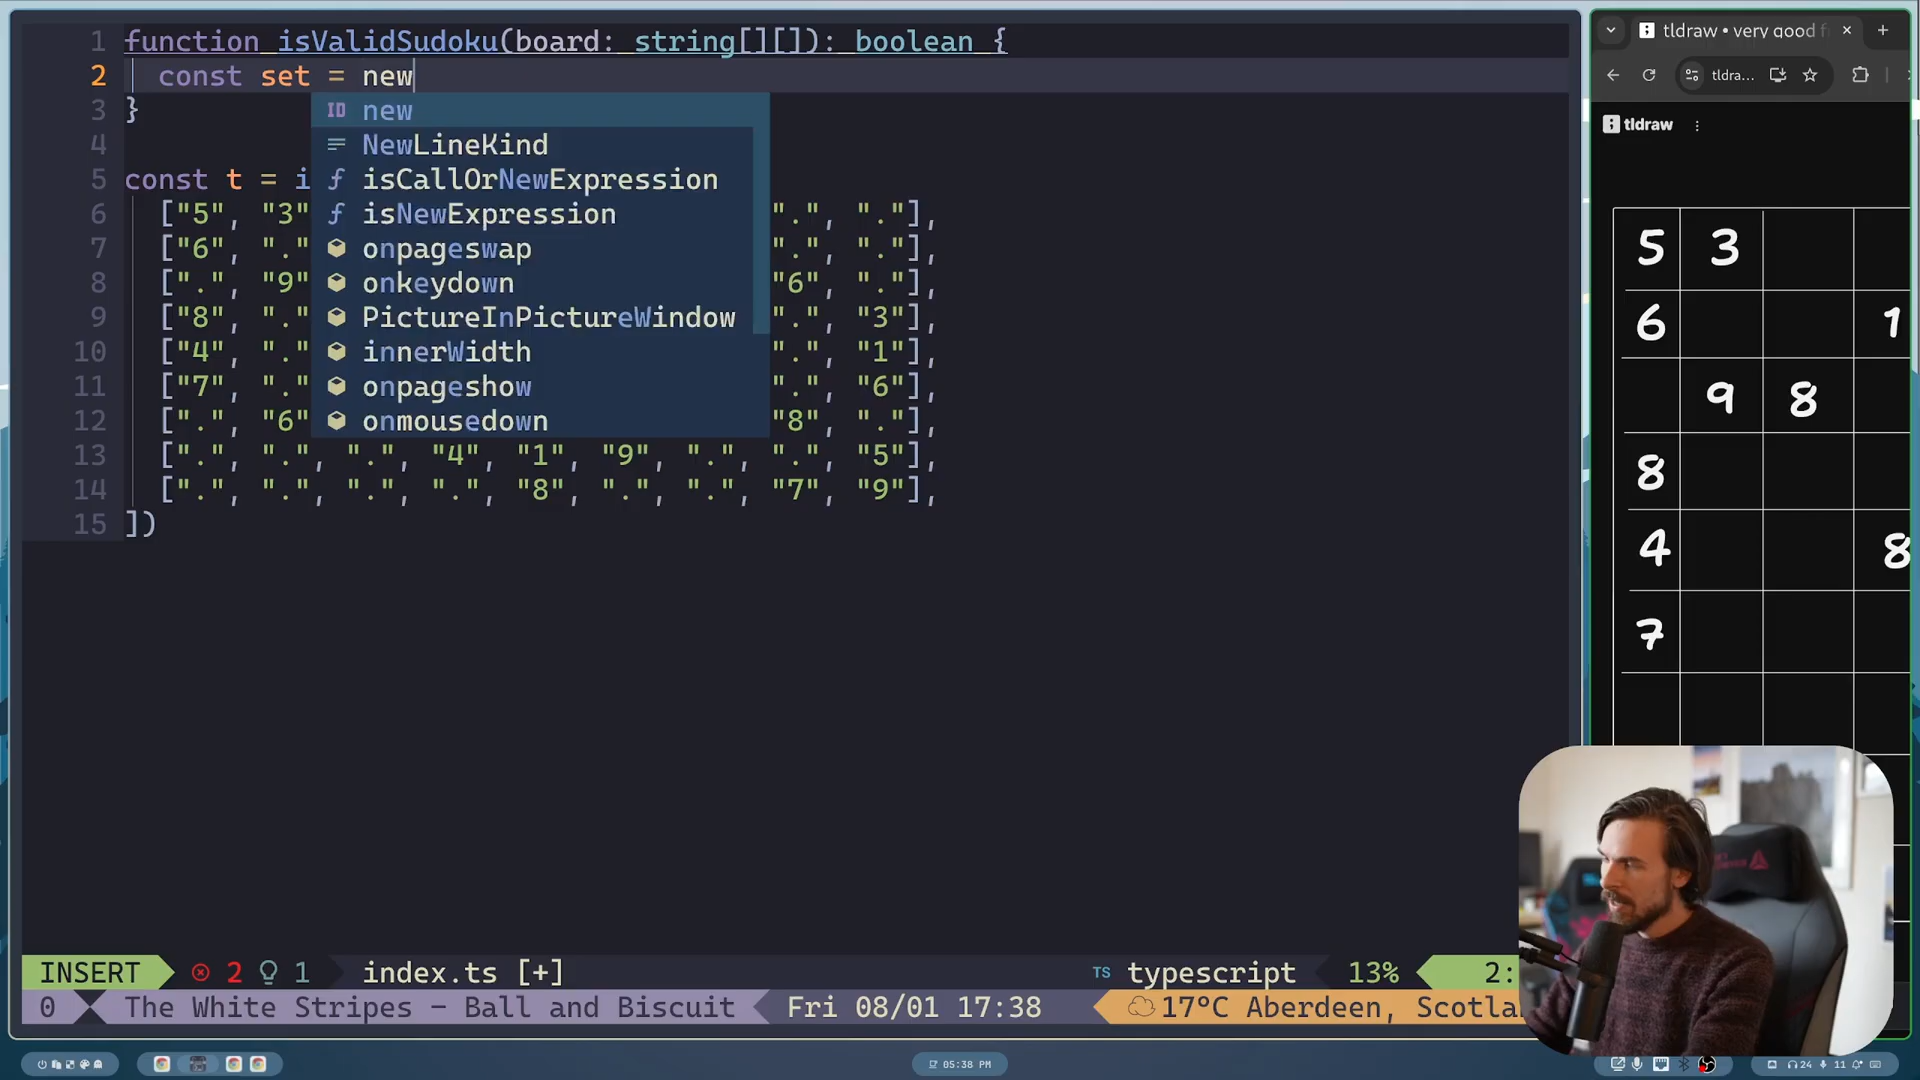 1 function isValidSudoku(board: string[][]): boolean {
2 const set = new
3 }
4
5 const t = i
6 ["5", "3" ".", "."],
7 ["6", ". ".", "."],
8 [".", "9" "6", "."],
9 ["8", "." ".", "3"],
10 ["4", "." ".", "1"],
11 ["7", "." ".", "6"],
12 [".", "6" "8", "."],
13 [".", ".", ".", "4", "1", "9", ".", ".", "5"],
14 [".", ".", ".", ".", "8", ".", ".", "7", "9"],
15 ])
ID new
NewLineKind
isCallOrNewExpression
isNewExpression
onpageswap
onkeydown
PictureInPictureWindow
innerWidth
onpageshow
onmousedown
INSERT 2 1 index.ts [+] TS typescript 13% 2:
0 The White Stripes - Ball and Biscuit Fri 08/01 17:38 17°C Aberdeen, Scotla
05:38 PM
24 11
tldraw • very good f
tldra...
tldraw
5 3
6 1
9 8
8
4 8
7